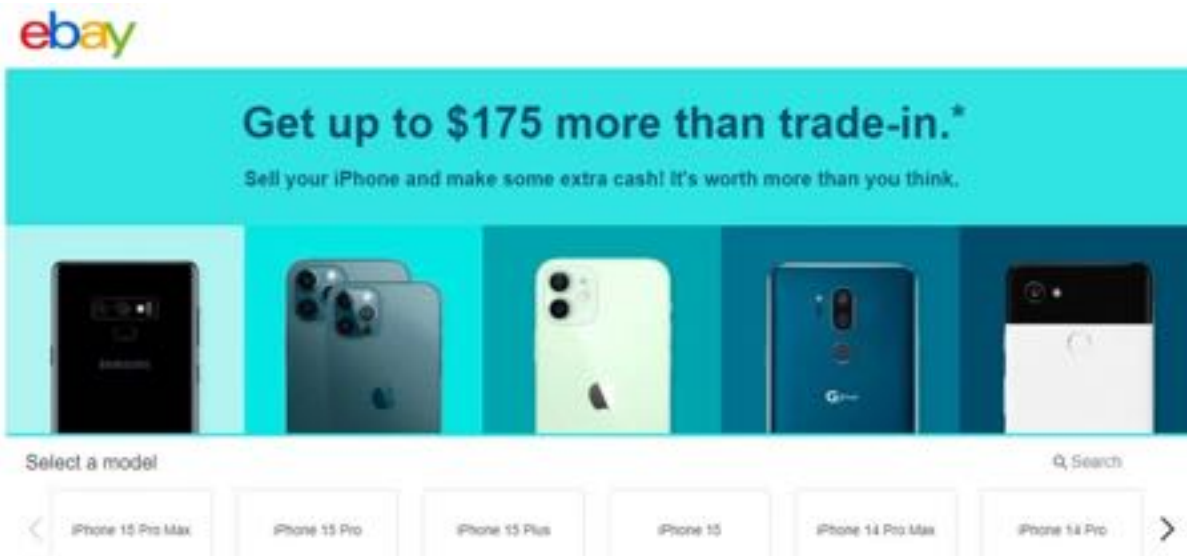 ebay
Get up to $175 more than trade-in.*
Sell your iPhone and make some extra cash! It's worth more than you think.
SAMSUNG
Select a model
Search
iPhone 15 Pro Max
iPhone 15 Pro
iPhone 15 Plus
iPhone 15
iPhone 14 Pro Max
iPhone 14 Pro